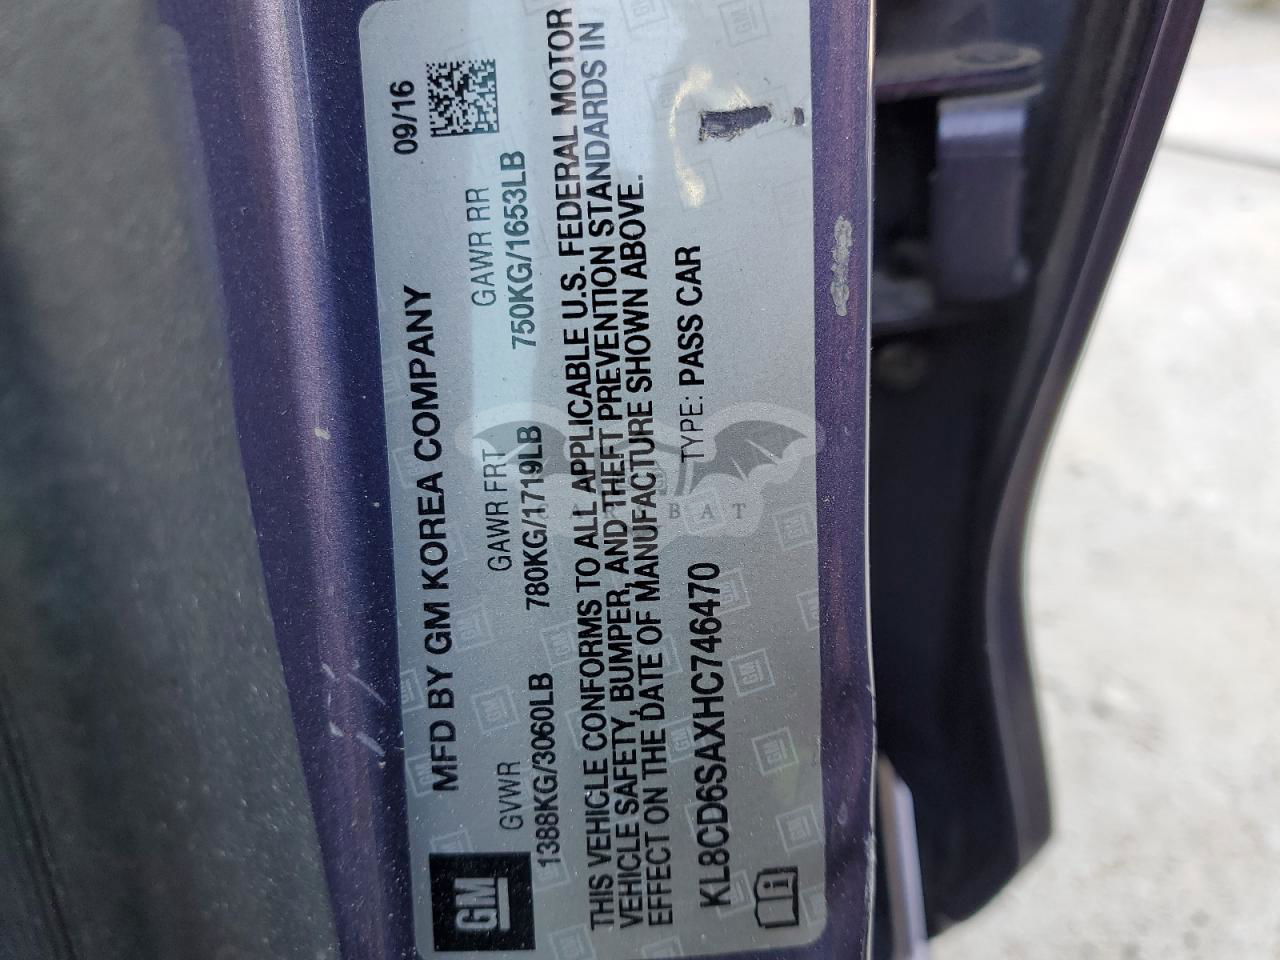 MFD BY GM KOREA COMPANY 09/16
GM
GVWR GAWR FRT GAWR RR
1388KG/3060LB 780KG/1719LB 750KG/1653LB
THIS VEHICLE CONFORMS TO ALL APPLICABLE U.S. FEDERAL MOTOR
VEHICLE SAFETY, BUMPER, AND THEFT PREVENTION STANDARDS IN
EFFECT ON THE DATE OF MANUFACTURE SHOWN ABOVE.
KL8CD6SAXHC746470 TYPE: PASS CAR